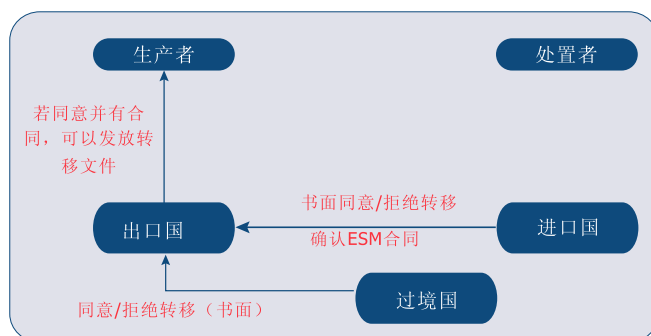 生产者
处置者
若同意并有合
同，可以发放转
移文件
书面同意/拒绝转移
出口国
进口国
确认ESM合同
同意/拒绝转移（书面）
过境国